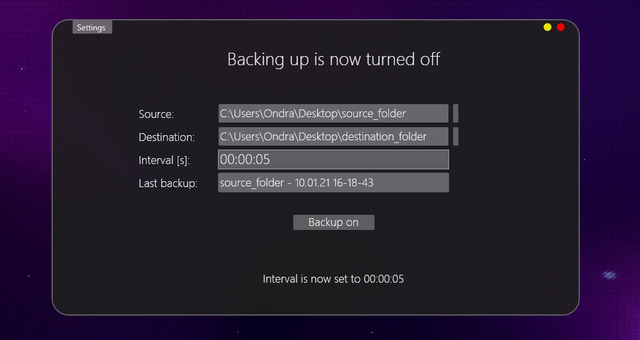 Settings
Backing up is now turned off
Source: C:\Users\Ondra\Desktop\source_folder
Destination: C:\Users\Ondra\Desktop\destination_folder
Interval [s]: 00:00:05
Last backup: source_folder - 10.01.21 16-18-43
Backup on
Interval is now set to 00:00:05